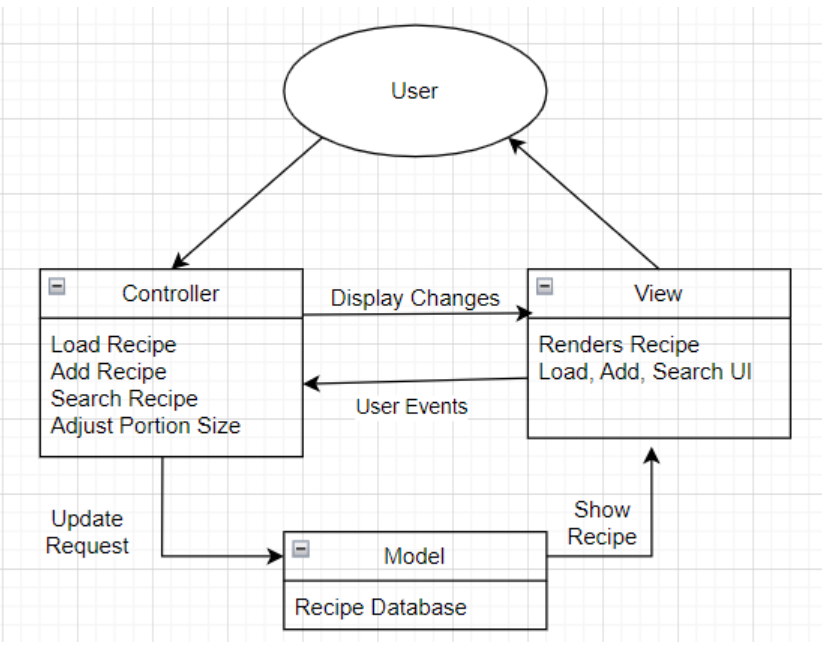 User
Controller
Load Recipe
Add Recipe
Search Recipe
Adjust Portion Size
Display Changes
User Events
View
Renders Recipe
Load, Add, Search UI
Update
Request
Model
Recipe Database
Show
Recipe